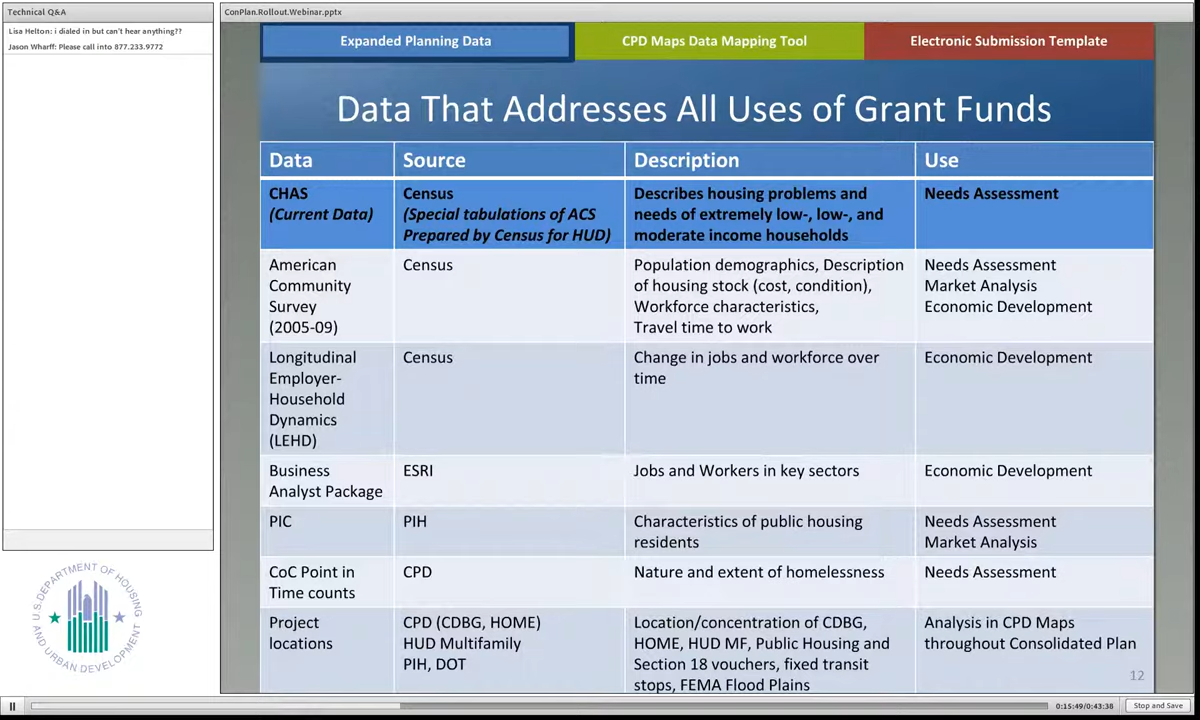 Technical Q&A
Lisa Helton: i dialed in but can't hear anything??
Jason Wharff: Please call into 877.233.9772
ConPlan.Rollout.Webinar.pptx
Expanded Planning Data
CPD Maps Data Mapping Tool
Electronic Submission Template
Data That Addresses All Uses of Grant Funds
Data
Source
Description
Use
CHAS
(Current Data)
Census
(Special tabulations of ACS
Prepared by Census for HUD)
Describes housing problems and
needs of extremely low-, low-, and
moderate income households
Needs Assessment
American
Community
Survey
(2005-09)
Census
Population demographics, Description
of housing stock (cost, condition),
Workforce characteristics,
Travel time to work
Needs Assessment
Market Analysis
Economic Development
Longitudinal
Employer-
Household
Dynamics
(LEHD)
Census
Change in jobs and workforce over
time
Economic Development
Business
Analyst Package
ESRI
Jobs and Workers in key sectors
Economic Development
PIC
PIH
Characteristics of public housing
residents
Needs Assessment
Market Analysis
CoC Point in
Time counts
CPD
Nature and extent of homelessness
Needs Assessment
Project
locations
CPD (CDBG, HOME)
HUD Multifamily
PIH, DOT
Location/concentration of CDBG,
HOME, HUD MF, Public Housing and
Section 18 vouchers, fixed transit
stops, FEMA Flood Plains
Analysis in CPD Maps
throughout Consolidated Plan
12
U.S. DEPARTMENT OF HOUSING
AND URBAN DEVELOPMENT
0:15:49/0:43:38
Stop and Save